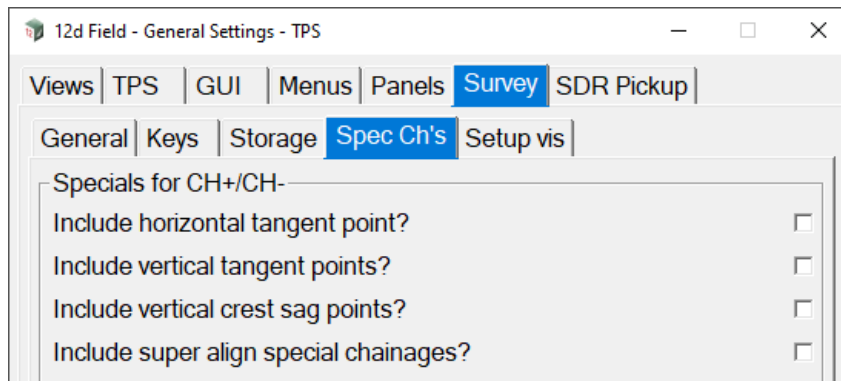 12d Field - General Settings - TPS
Views TPS GUI Menus Panels Survey SDR Pickup
General Keys Storage Spec Ch's Setup vis
Specials for CH+/CH-
Include horizontal tangent point?
Include vertical tangent points?
Include vertical crest sag points?
Include super align special chainages?